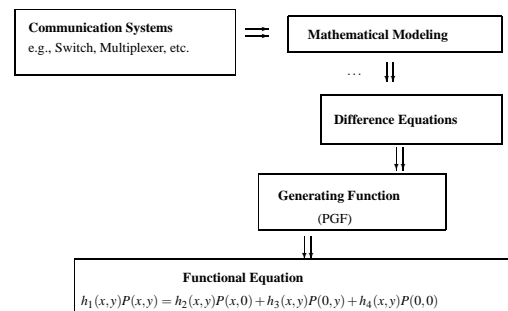 Communication Systems
e.g., Switch, Multiplexer, etc.
Mathematical Modeling
...
Difference Equations
Generating Function
(PGF)
Functional Equation
h₁(x,y)P(x,y) = h₂(x,y)P(x,0) + h₃(x,y)P(0,y) + h₄(x,y)P(0,0)